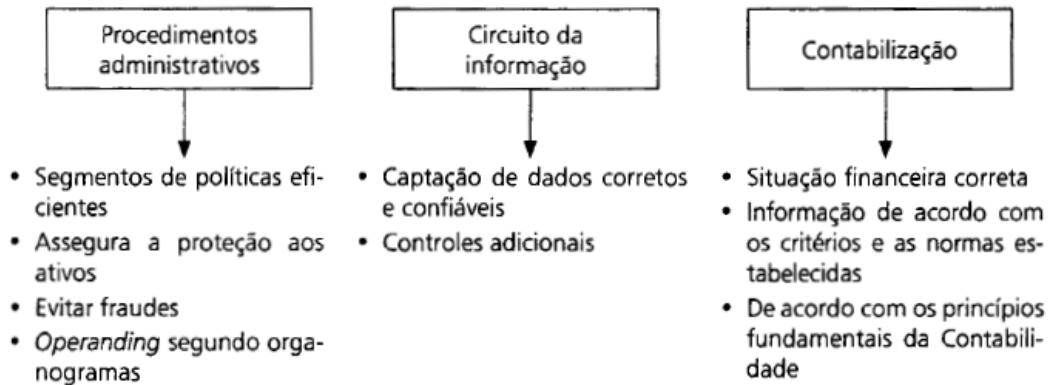 Procedimentos
administrativos
• Segmentos de políticas efi-
cientes
• Assegura a proteção aos
ativos
• Evitar fraudes
• Operanding segundo orga-
nogramas
Circuito da
informação
• Captação de dados corretos
e confiáveis
• Controles adicionais
Contabilização
• Situação financeira correta
• Informação de acordo com
os critérios e as normas es-
tabelecidas
• De acordo com os princípios
fundamentais da Contabili-
dade